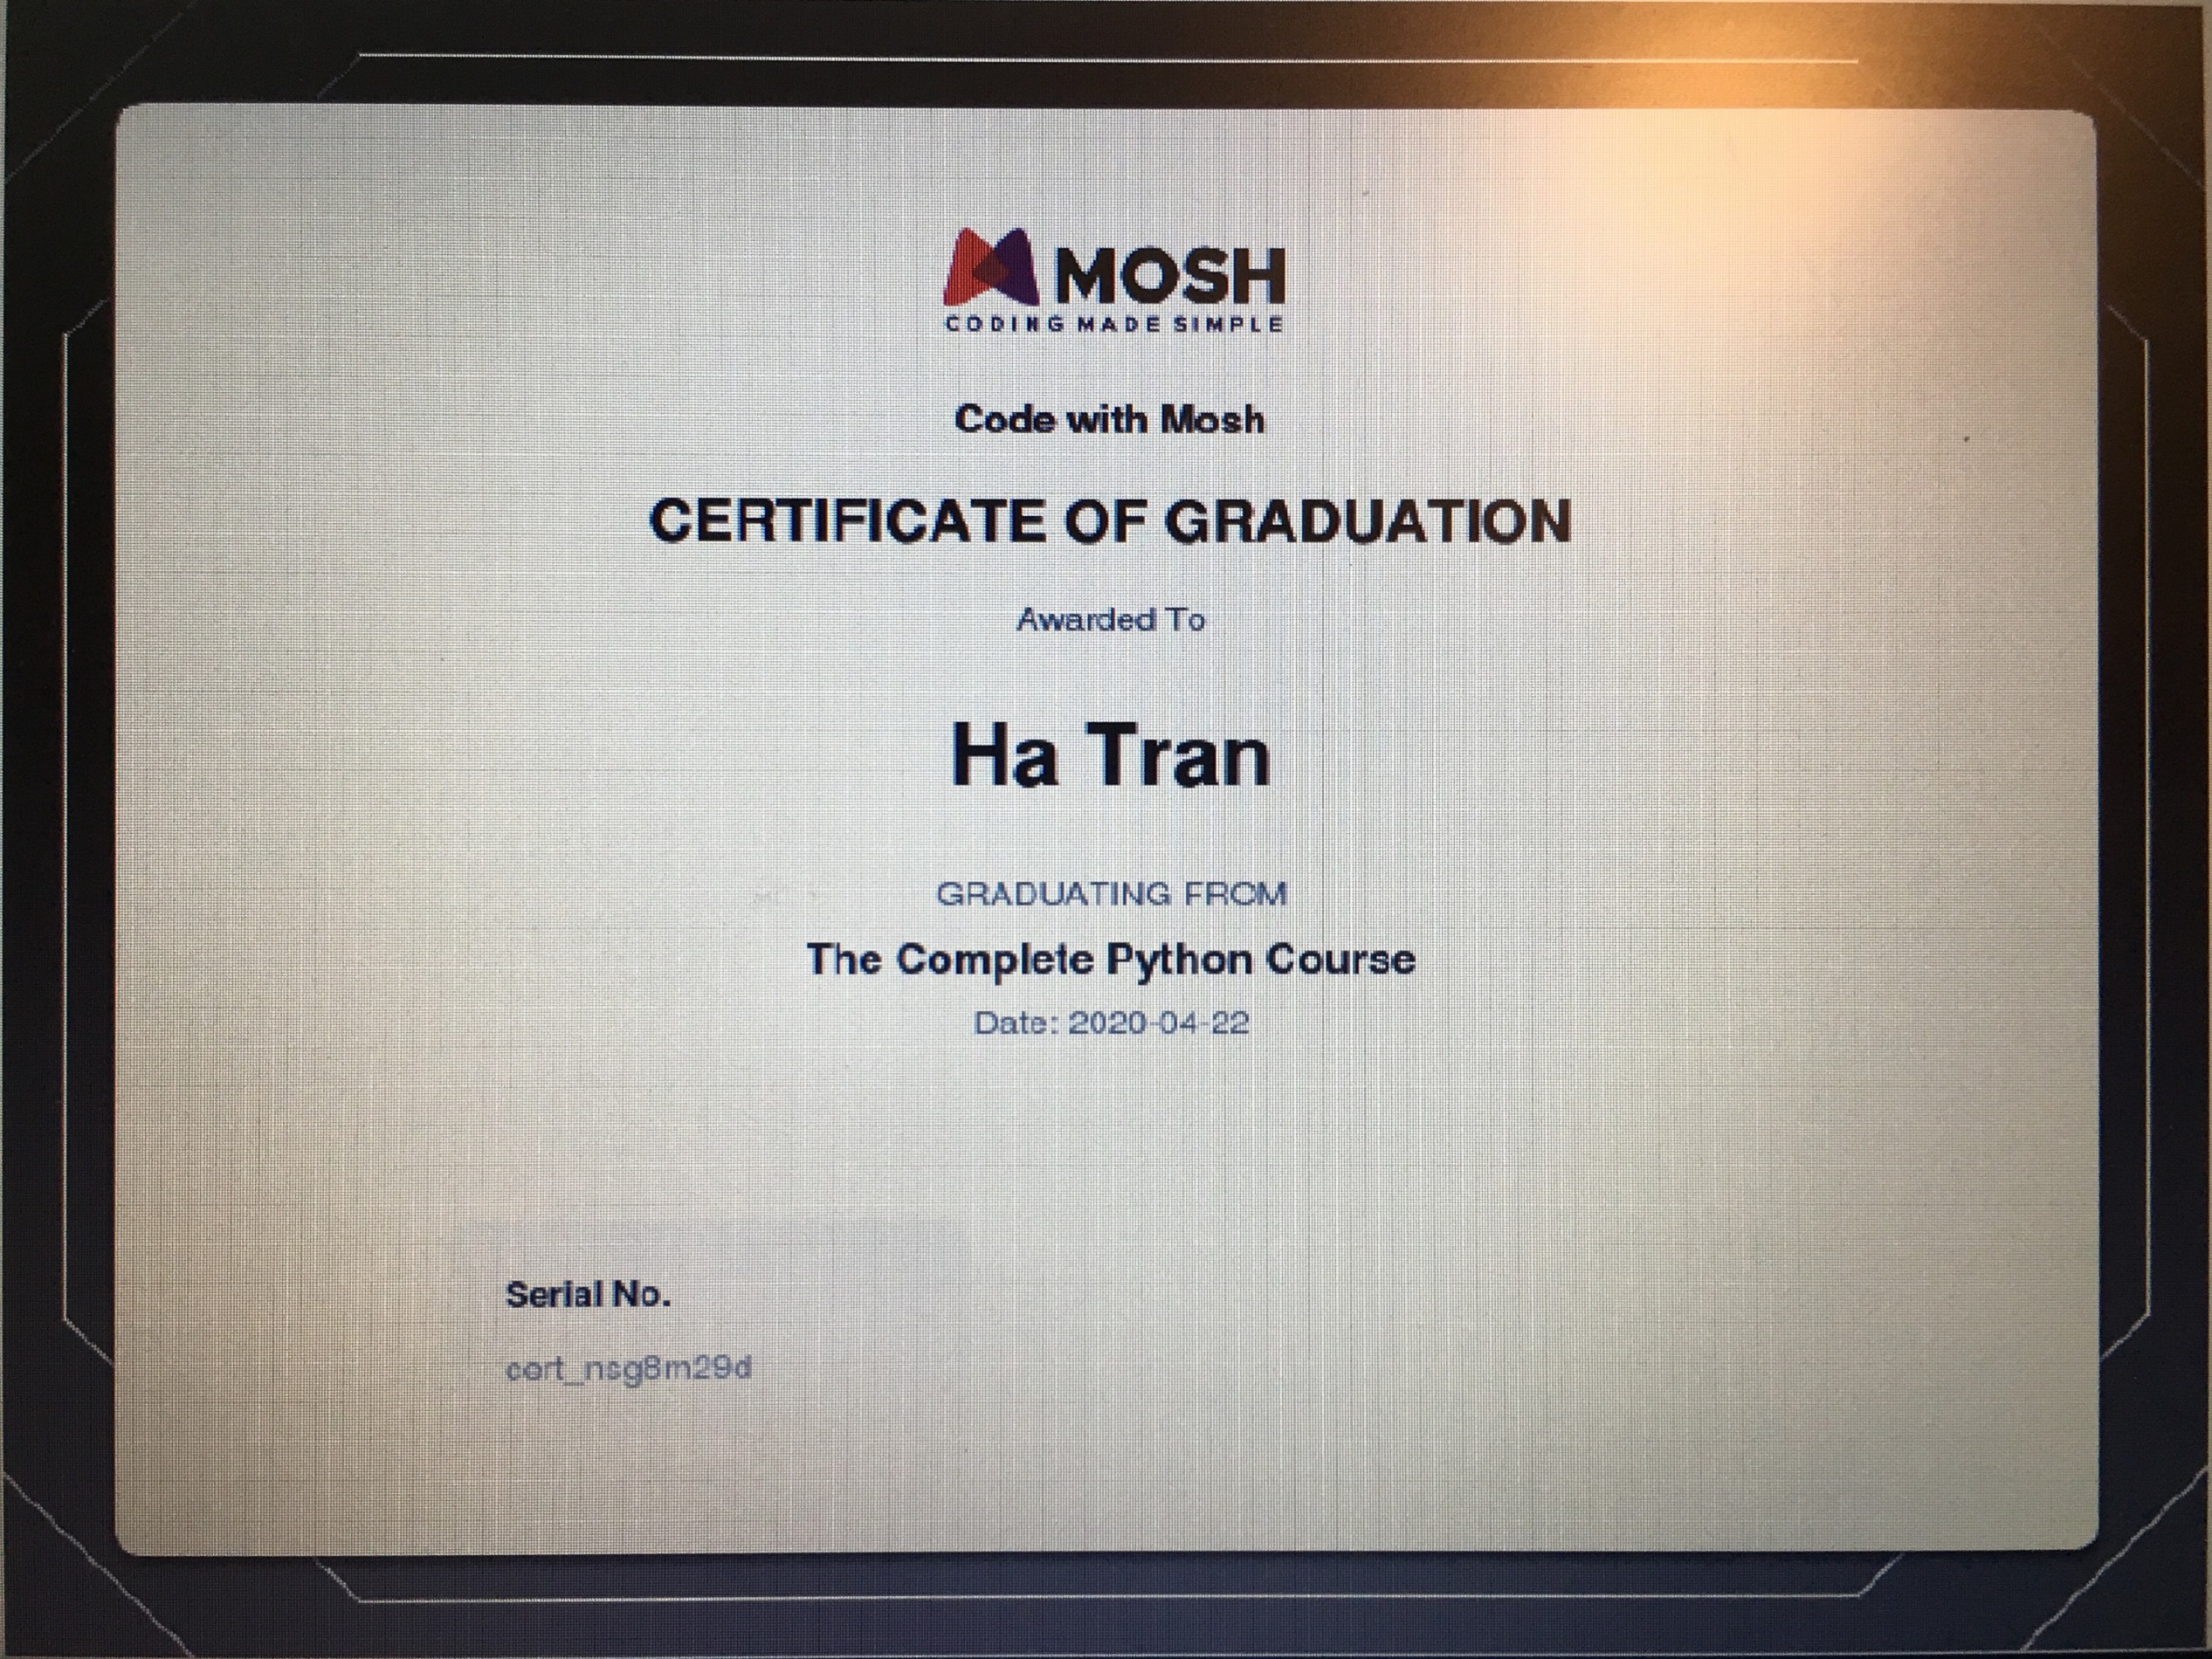 MOSH
CODING MADE SIMPLE
Code with Mosh
CERTIFICATE OF GRADUATION
Awarded To
Ha Tran
GRADUATING FROM
The Complete Python Course
Date: 2020-04-22
Serial No.
cert_nsg8m29d